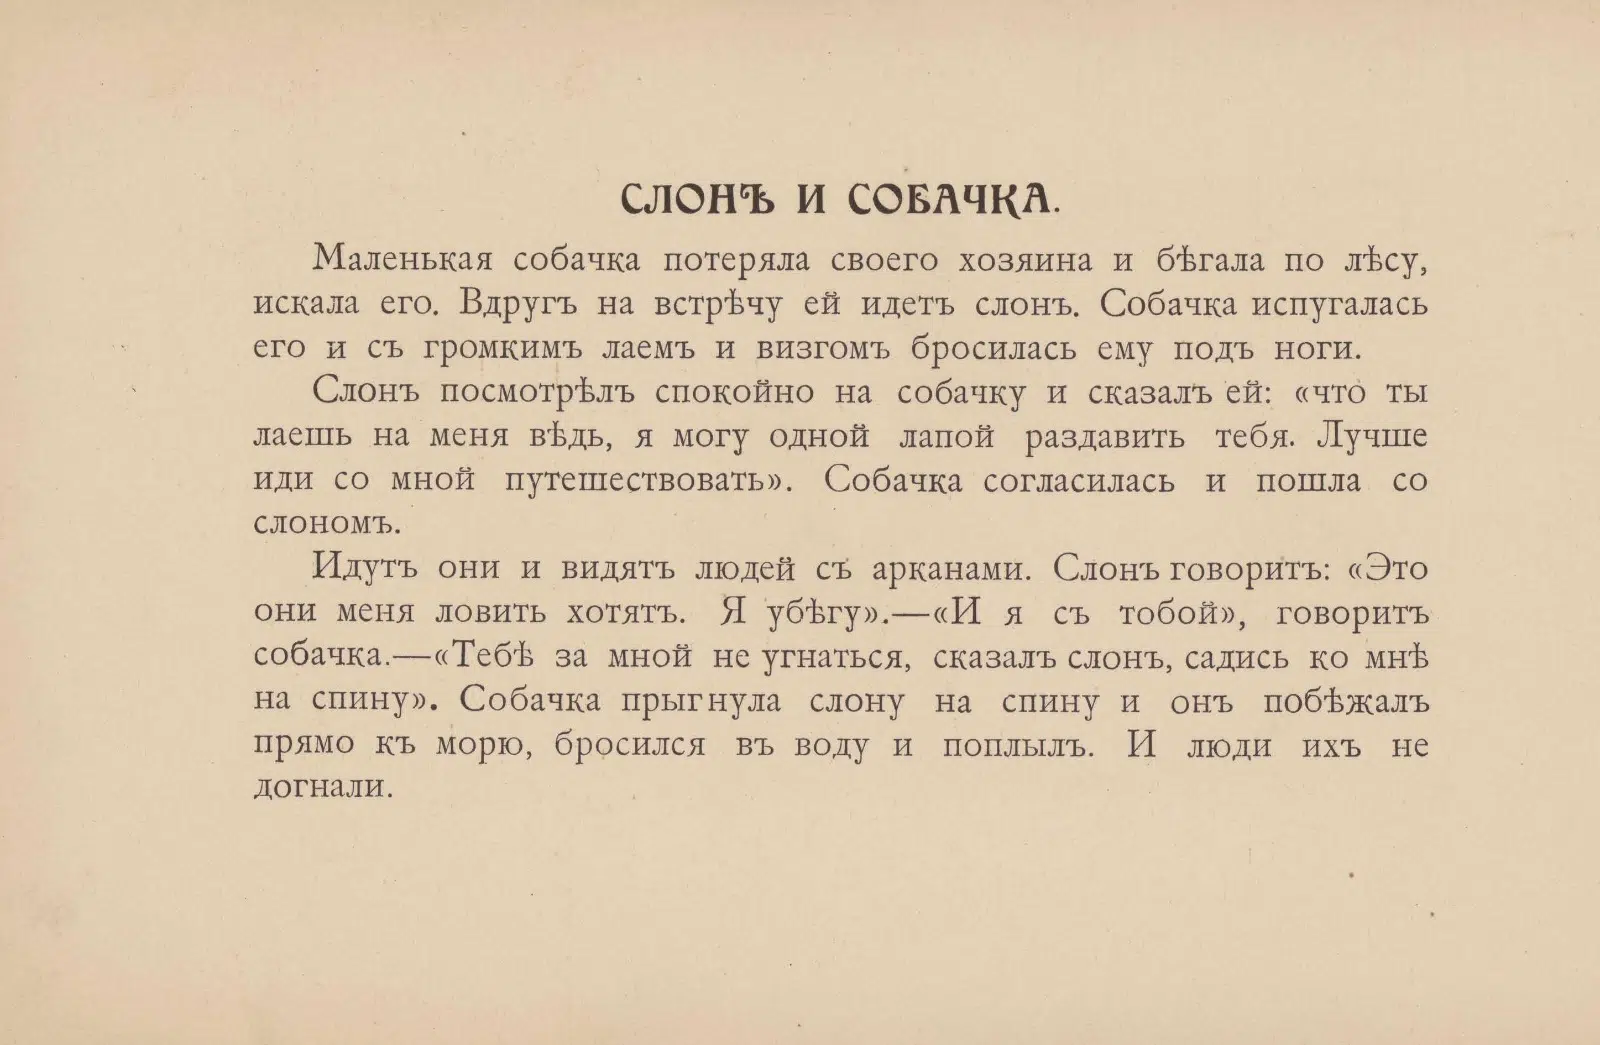 СЛОНЪ И СОБАЧКА.
Маленькая собачка потеряла своего хозяина и бѣгала по лѣсу,
искала его. Вдругъ на встрѣчу ей идетъ слонъ. Собачка испугалась
его и съ громкимъ лаемъ и визгомъ бросилась ему подъ ноги.
Слонъ посмотрѣлъ спокойно на собачку и сказалъ ей: «что ты
лаешь на меня вѣдь, я могу одной лапой раздавить тебя. Лучше
иди со мной путешествовать». Собачка согласилась и пошла со
слономъ.
Идутъ они и видятъ людей съ арканами. Слонъ говоритъ: «Это
они меня ловить хотятъ. Я убѣгу».—«И я съ тобой», говоритъ
собачка.—«Тебѣ за мной не угнаться, сказалъ слонъ, садись ко мнѣ
на спину». Собачка прыгнула слону на спину и онъ побѣжалъ
прямо къ морю, бросился въ воду и поплылъ. И люди ихъ не
догнали.